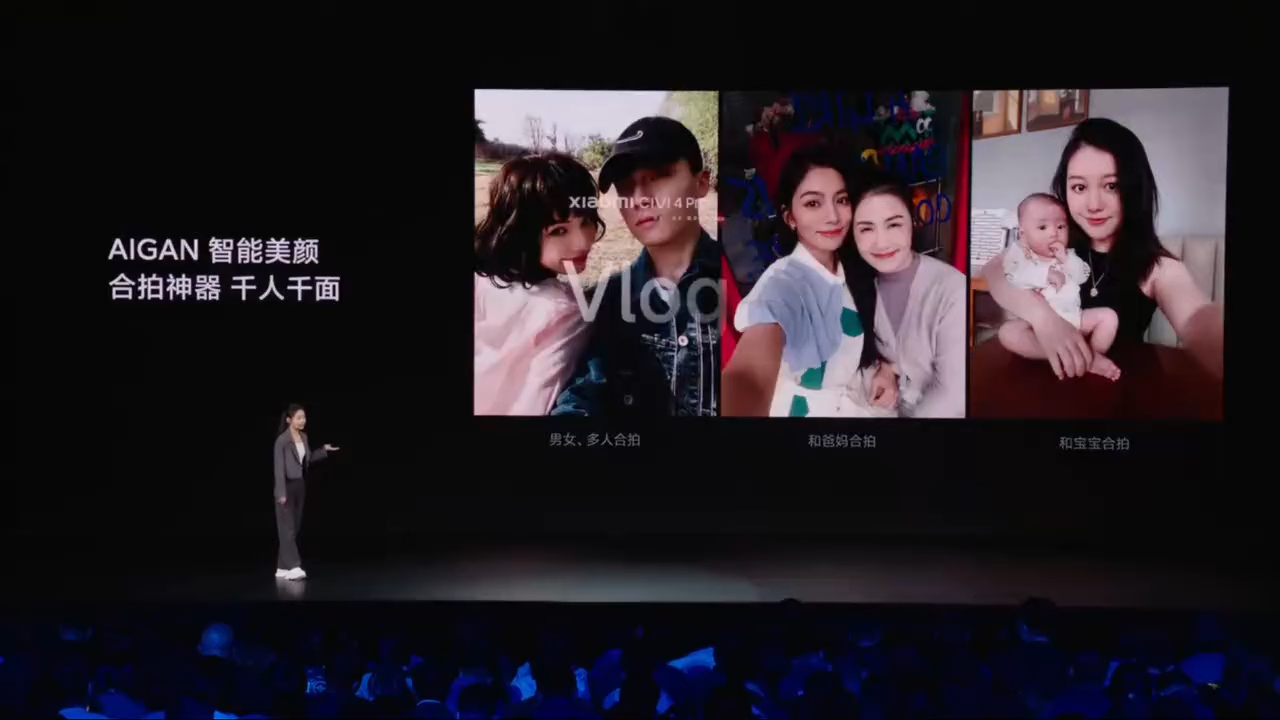 AIGAN 智能美颜
合拍神器 千人千面
xiaomi CIVI 4 Pr
Vlog
男女、多人合拍
和爸妈合拍
和宝宝合拍